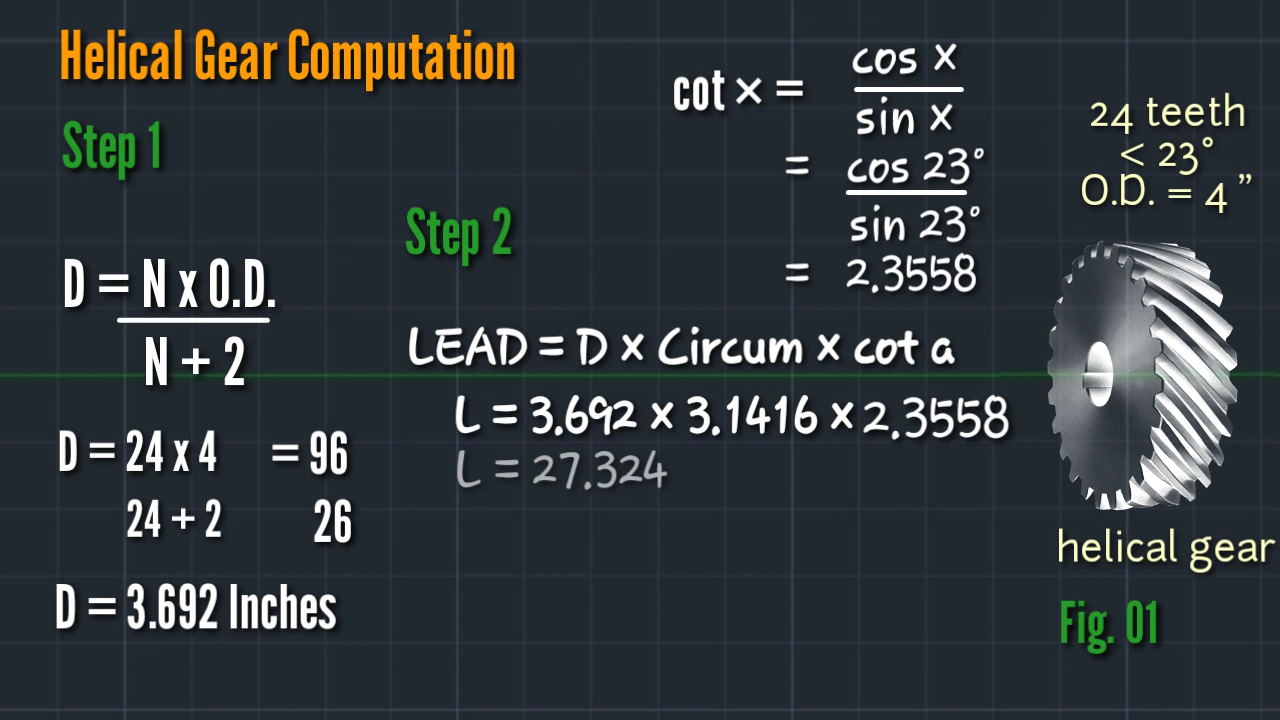 Helical Gear Computation
Step 1
D = N x O.D.
N + 2
D = 24 x 4 = 96
24 + 2 26
D = 3.692 Inches
Step 2
cot x = cos x
sin x
= cos 23°
sin 23°
= 2.3558
LEAD = D x Circum x cot a
L = 3.692 x 3.1416 x 2.3558
L = 27.324
24 teeth
< 23°
O.D. = 4 ”
helical gear
Fig. 01